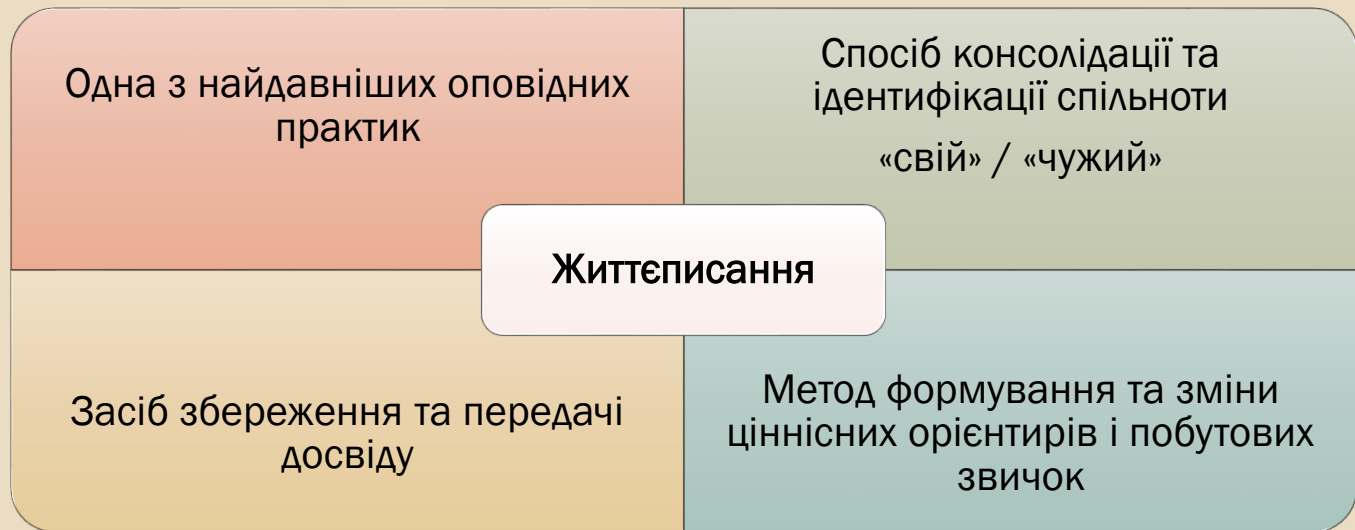 Одна з найдавніших оповідних
практик
Спосіб консолідації та
ідентифікації спільноти
«свій» / «чужий»
Життєписання
Засіб збереження та передачі
досвіду
Метод формування та зміни
ціннісних орієнтирів і побутових
звичок